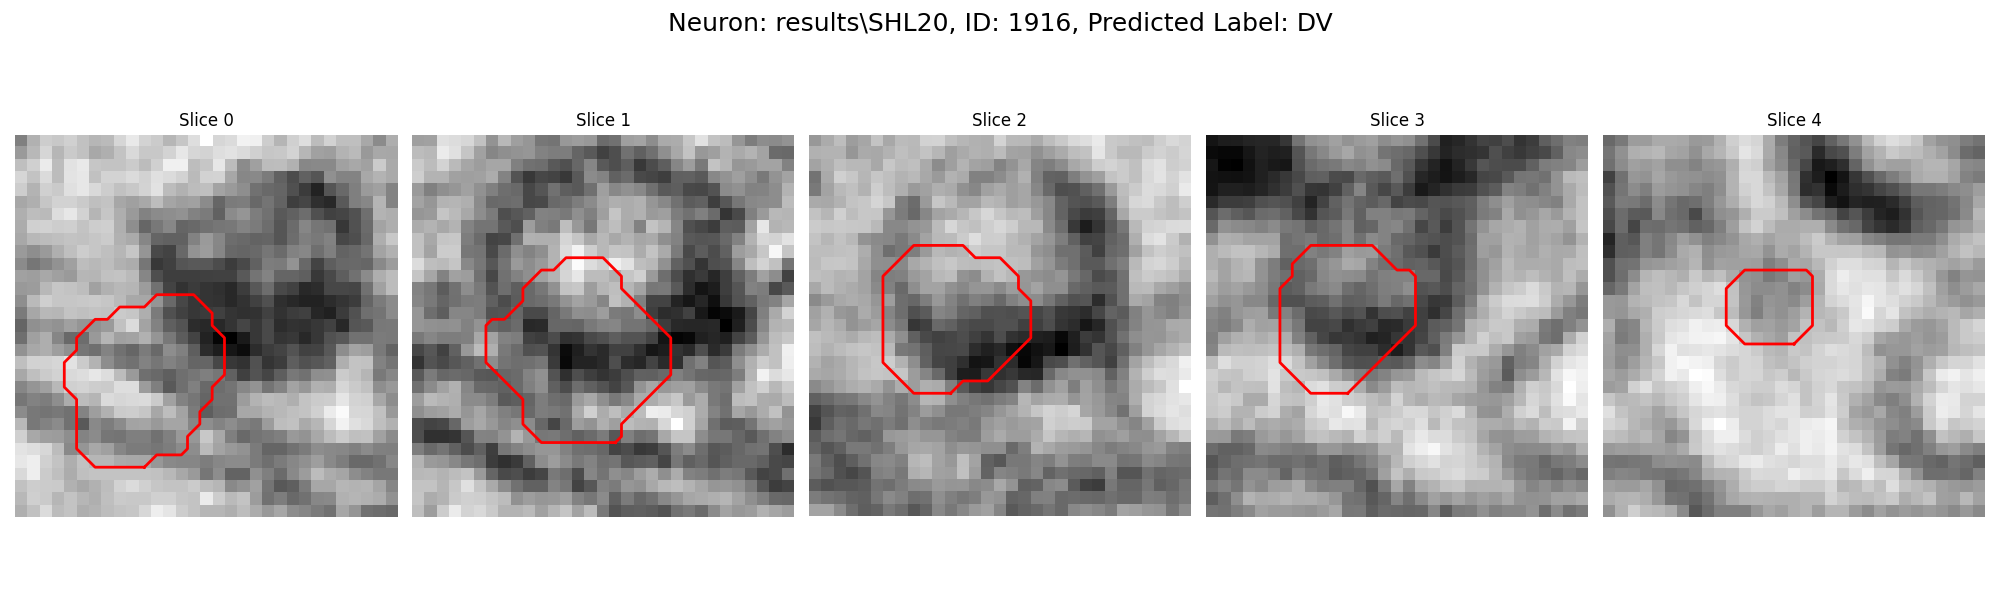 Neuron: results\SHL20, ID: 1916, Predicted Label: DV
Slice 0
Slice 1
Slice 2
Slice 3
Slice 4